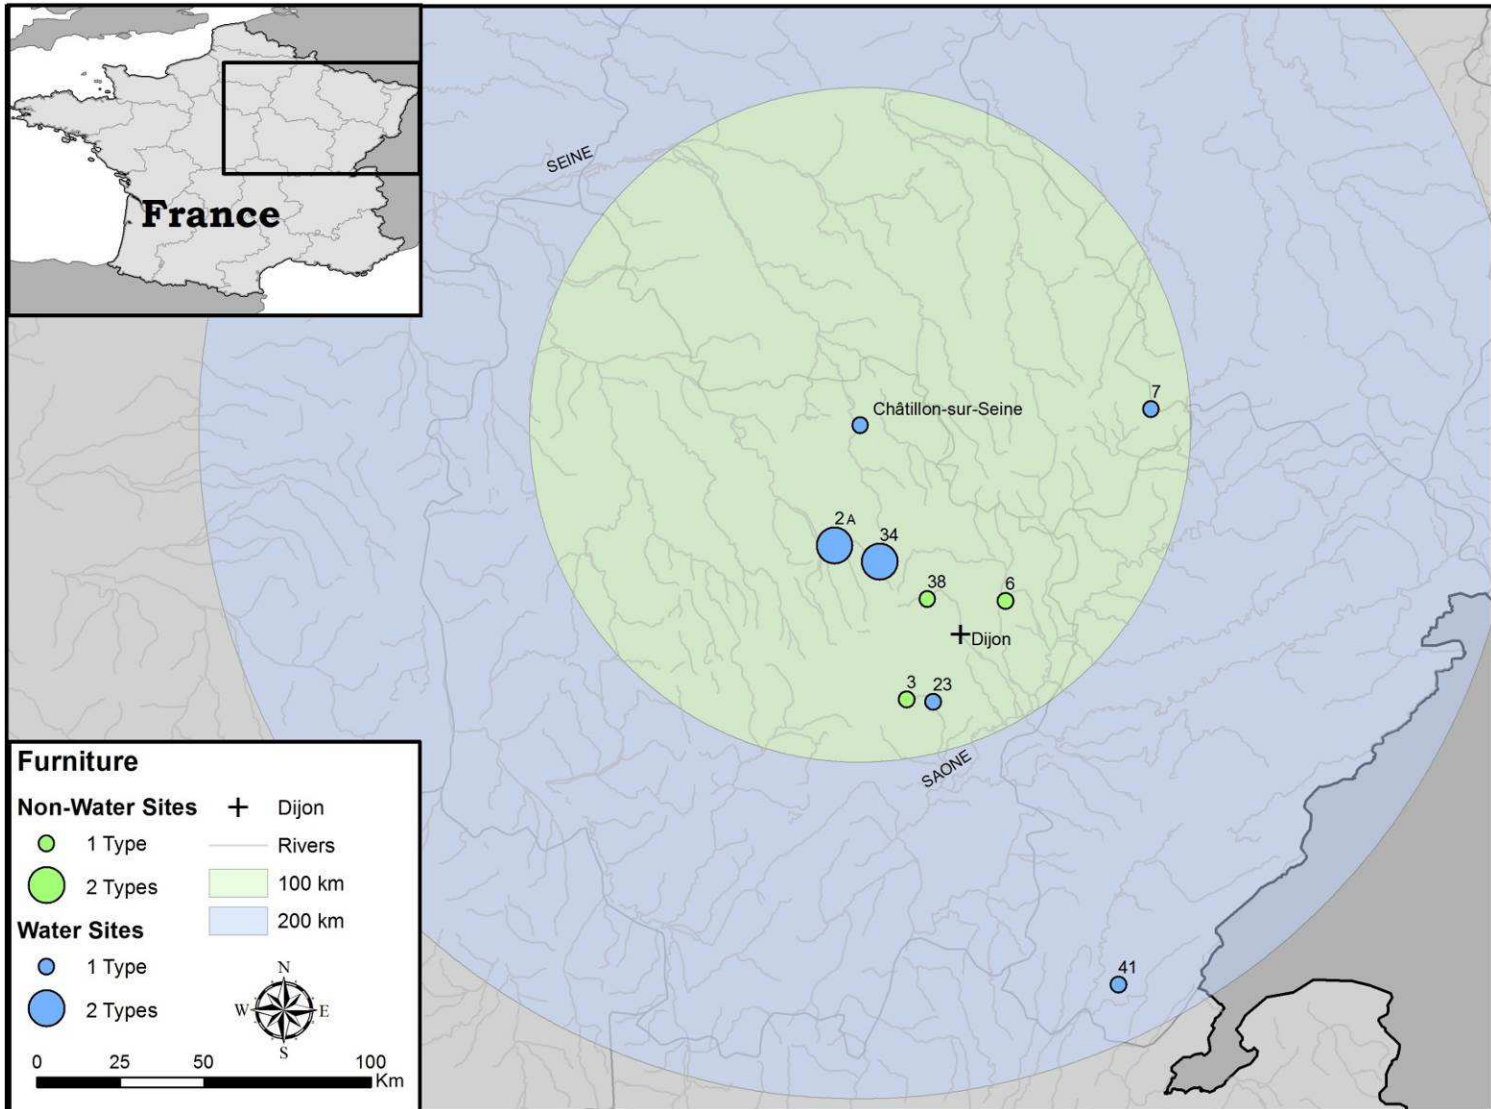 France
SEINE
7
Châtillon-sur-Seine
2A
34
38
6
Dijon
3
23
SAONE
41
Furniture
Non-Water Sites
1 Type
2 Types
Water Sites
1 Type
2 Types
Dijon
Rivers
100 km
200 km
N
W E
S
0 25 50 100
Km